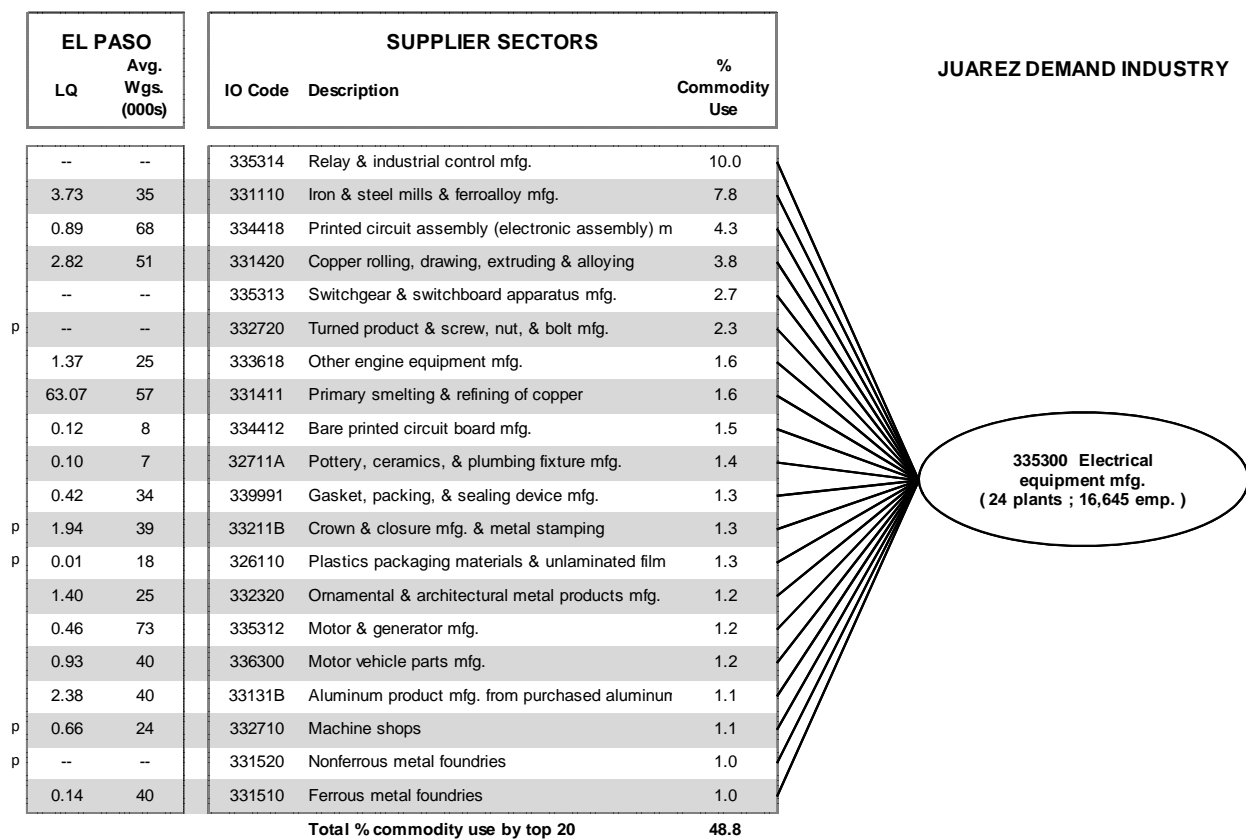 EL PASO
LQ Avg. Wgs. (000s)
SUPPLIER SECTORS
IO Code Description % Commodity Use
JUAREZ DEMAND INDUSTRY
-- -- 335314 Relay & industrial control mfg. 10.0
3.73 35 331110 Iron & steel mills & ferroalloy mfg. 7.8
0.89 68 334418 Printed circuit assembly (electronic assembly) m 4.3
2.82 51 331420 Copper rolling, drawing, extruding & alloying 3.8
-- -- 335313 Switchgear & switchboard apparatus mfg. 2.7
p -- -- 332720 Turned product & screw, nut, & bolt mfg. 2.3
1.37 25 333618 Other engine equipment mfg. 1.6
63.07 57 331411 Primary smelting & refining of copper 1.6
0.12 8 334412 Bare printed circuit board mfg. 1.5
0.10 7 32711A Pottery, ceramics, & plumbing fixture mfg. 1.4
0.42 34 339991 Gasket, packing, & sealing device mfg. 1.3
p 1.94 39 33211B Crown & closure mfg. & metal stamping 1.3
p 0.01 18 326110 Plastics packaging materials & unlaminated film 1.3
1.40 25 332320 Ornamental & architectural metal products mfg. 1.2
0.46 73 335312 Motor & generator mfg. 1.2
0.93 40 336300 Motor vehicle parts mfg. 1.2
2.38 40 33131B Aluminum product mfg. from purchased aluminun 1.1
p 0.66 24 332710 Machine shops 1.1
p -- -- 331520 Nonferrous metal foundries 1.0
0.14 40 331510 Ferrous metal foundries 1.0
Total % commodity use by top 20 48.8
335300 Electrical
equipment mfg.
( 24 plants ; 16,645 emp. )